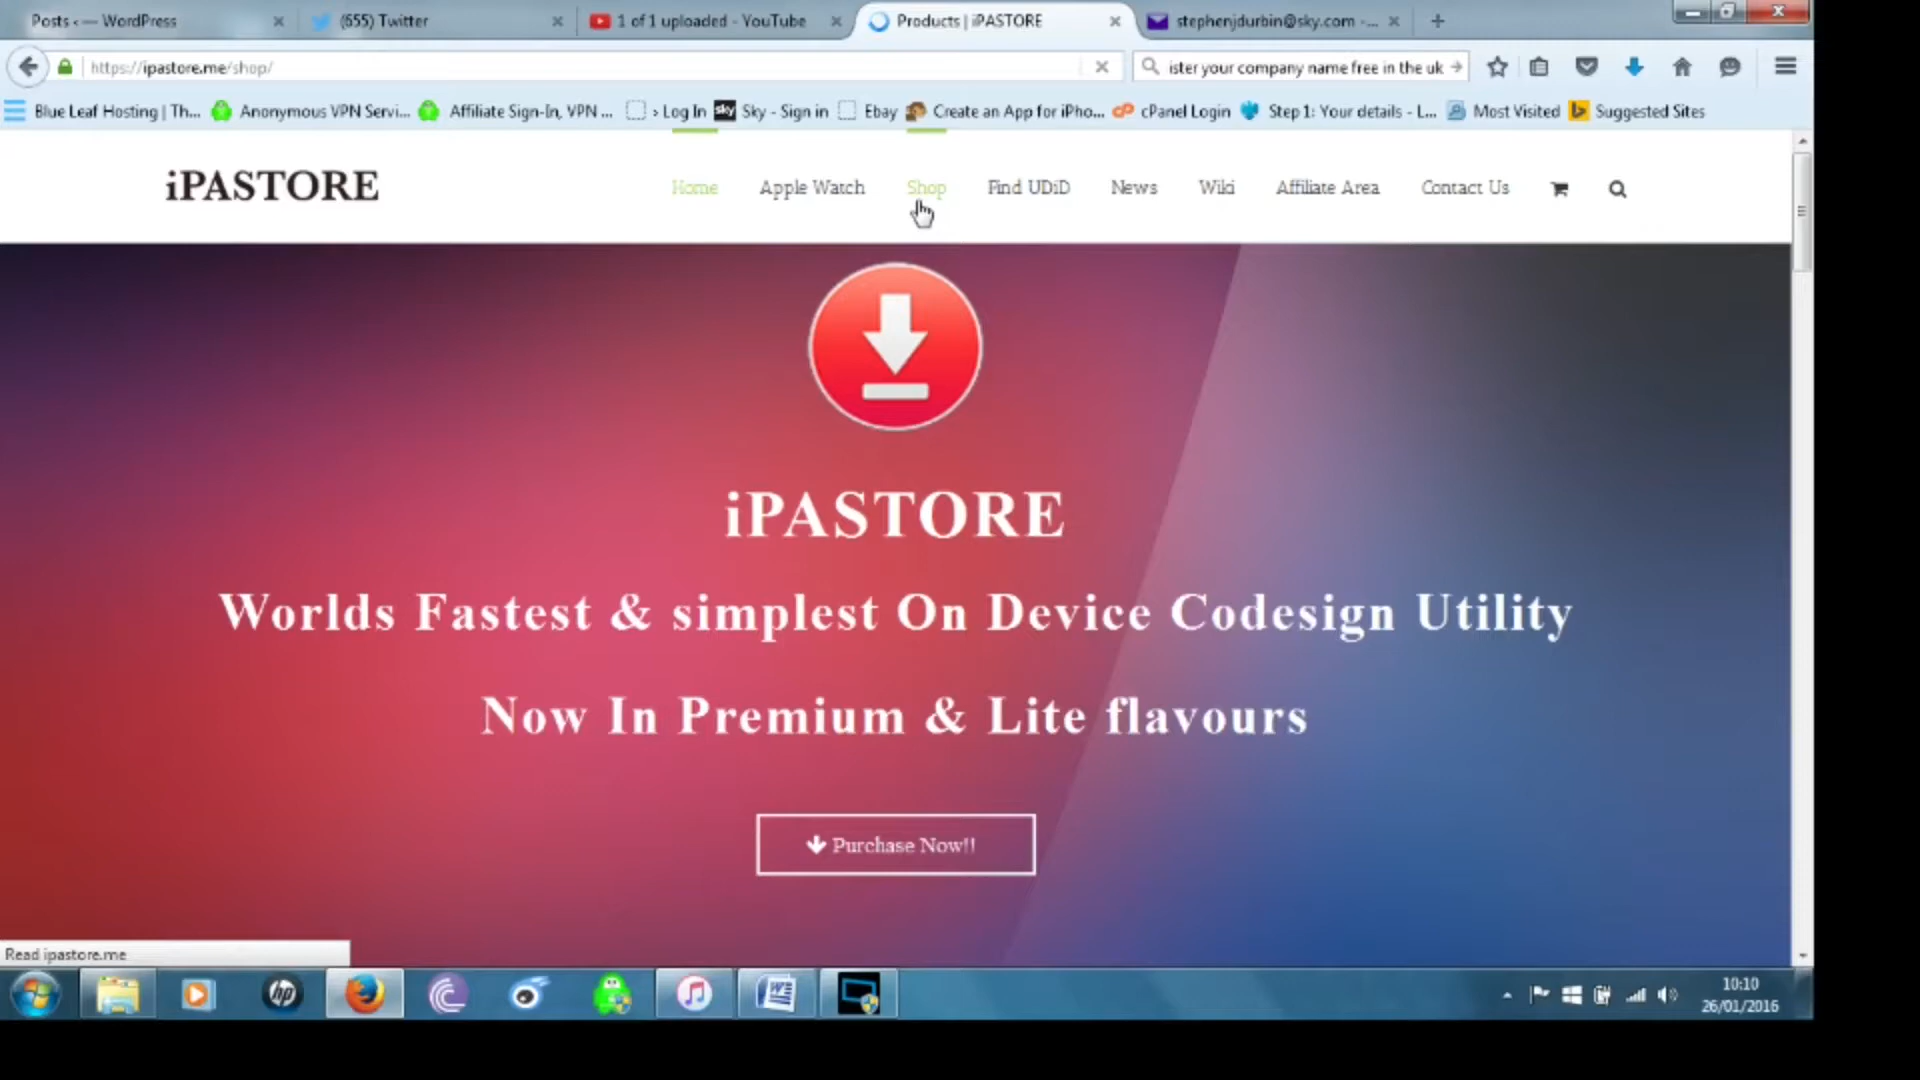 Posts ‹ — WordPress
(655) Twitter
1 of 1 uploaded - YouTube
Products | iPASTORE
stephenjdurbin@sky.com -...
https://ipastore.me/shop/
ister your company name free in the uk
Blue Leaf Hosting | Th...
Anonymous VPN Servi...
Affiliate Sign-In, VPN ...
› Log In
sky
Sky - Sign in
Ebay
Create an App for iPho...
cP
cPanel Login
Step 1: Your details - L...
Most Visited
Suggested Sites
iPASTORE
Home
Apple Watch
Shop
Find UDiD
News
Wiki
Affiliate Area
Contact Us
iPASTORE
Worlds Fastest & simplest On Device Codesign Utility
Now In Premium & Lite flavours
Purchase Now!!
Read ipastore.me
hp
W
10:10
26/01/2016